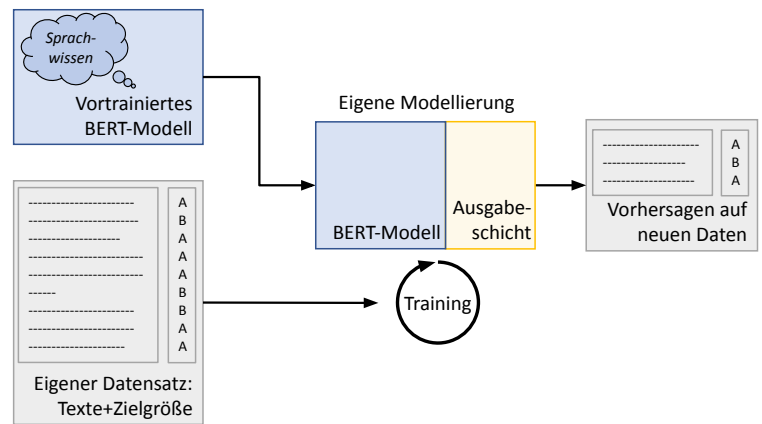 Sprach-
wissen
Vortrainiertes
BERT-Modell
Eigene Modellierung
BERT-Modell
Ausgabe-
schicht
Training
A
B
A
A
A
B
B
A
A
Eigener Datensatz:
Texte+Zielgröße
A
B
A
Vorhersagen auf
neuen Daten